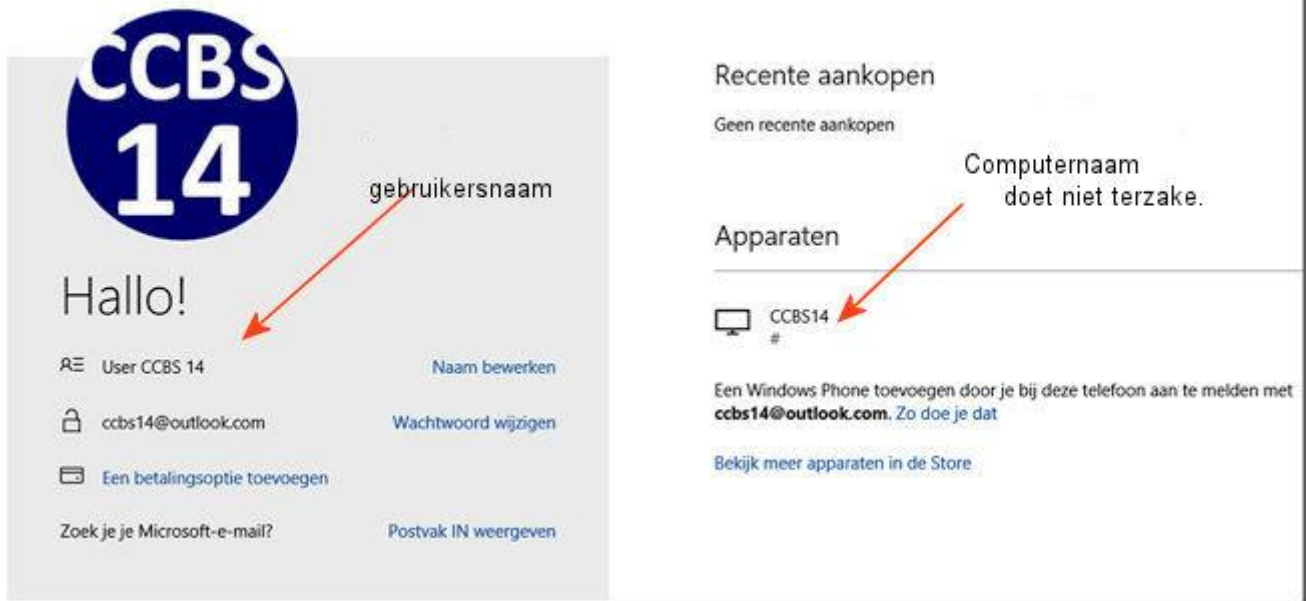 CCBS
14
gebruikersnaam
Hallo!
User CCBS 14
Naam bewerken
ccbs14@outlook.com
Wachtwoord wijzigen
Een betalingsoptie toevoegen
Zoek je je Microsoft-e-mail?
Postvak IN weergeven
Recente aankopen
Geen recente aankopen
Computernaam
doet niet terzake.
Apparaten
CCBS14
#
Een Windows Phone toevoegen door je bij deze telefoon aan te melden met
ccbs14@outlook.com. Zo doe je dat
Bekijk meer apparaten in de Store